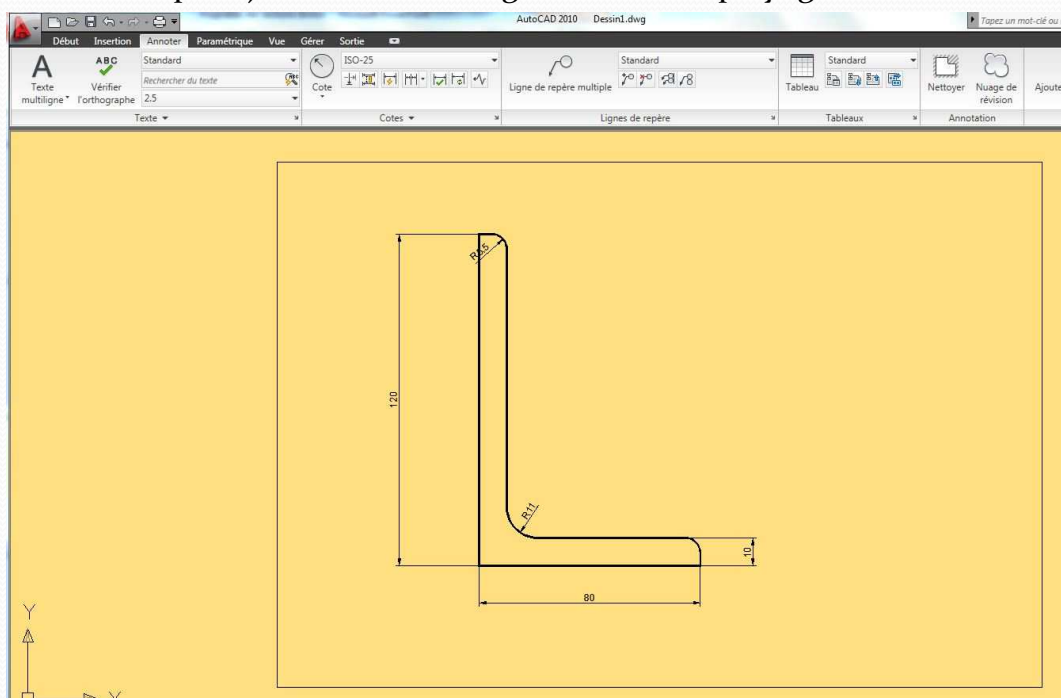 AutoCAD 2010 Dessin1.dwg
Tapez un mot-clé ou
Début Insertion Annoter Paramétrique Vue Gérer Sortie
A
Texte multiligne
ABC
Vérifier l'orthographe
Standard
Rechercher du texte
2.5
Texte
Cote
ISO-25
Cotes
Ligne de repère multiple
Standard
Lignes de repère
Tableau
Standard
Tableaux
Nettoyer
Nuage de révision
Annotation
Ajoute
R5.5
120
R11
10
80
Y
X